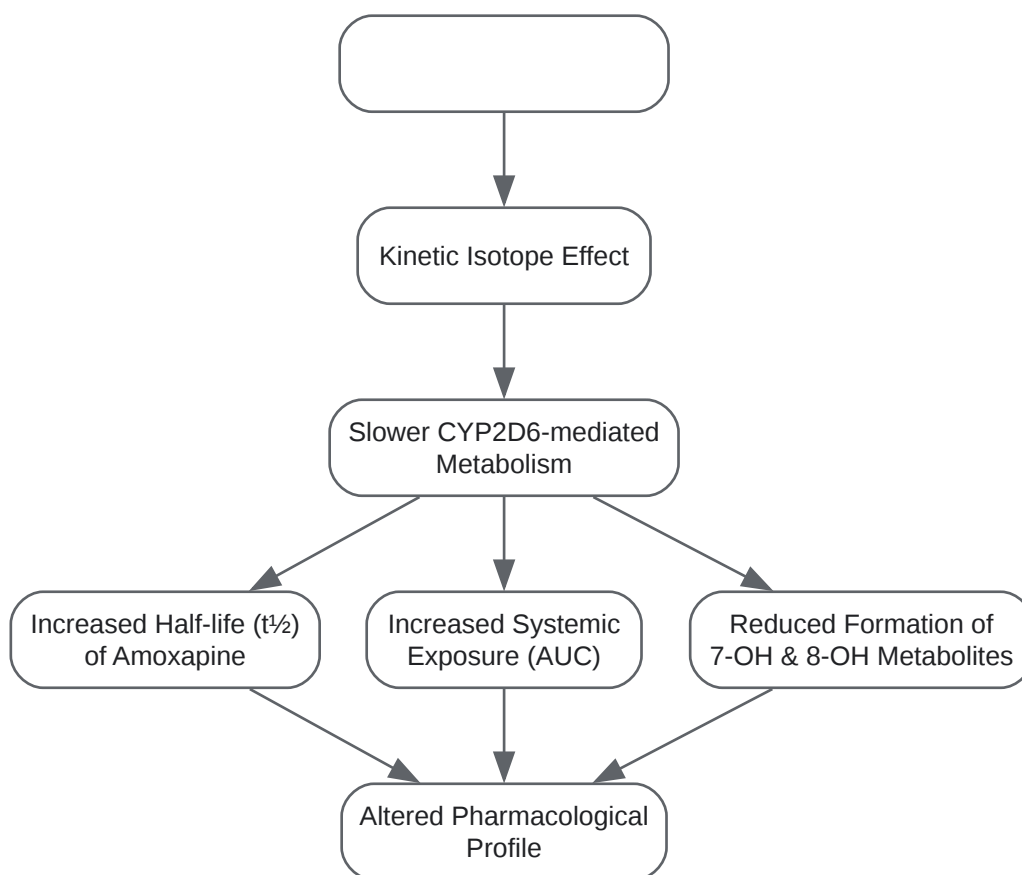 Kinetic Isotope Effect
Slower CYP2D6-mediated
Metabolism
Increased Half-life (t½)
of Amoxapine
Increased Systemic
Exposure (AUC)
Reduced Formation of
7-OH & 8-OH Metabolites
Altered Pharmacological
Profile